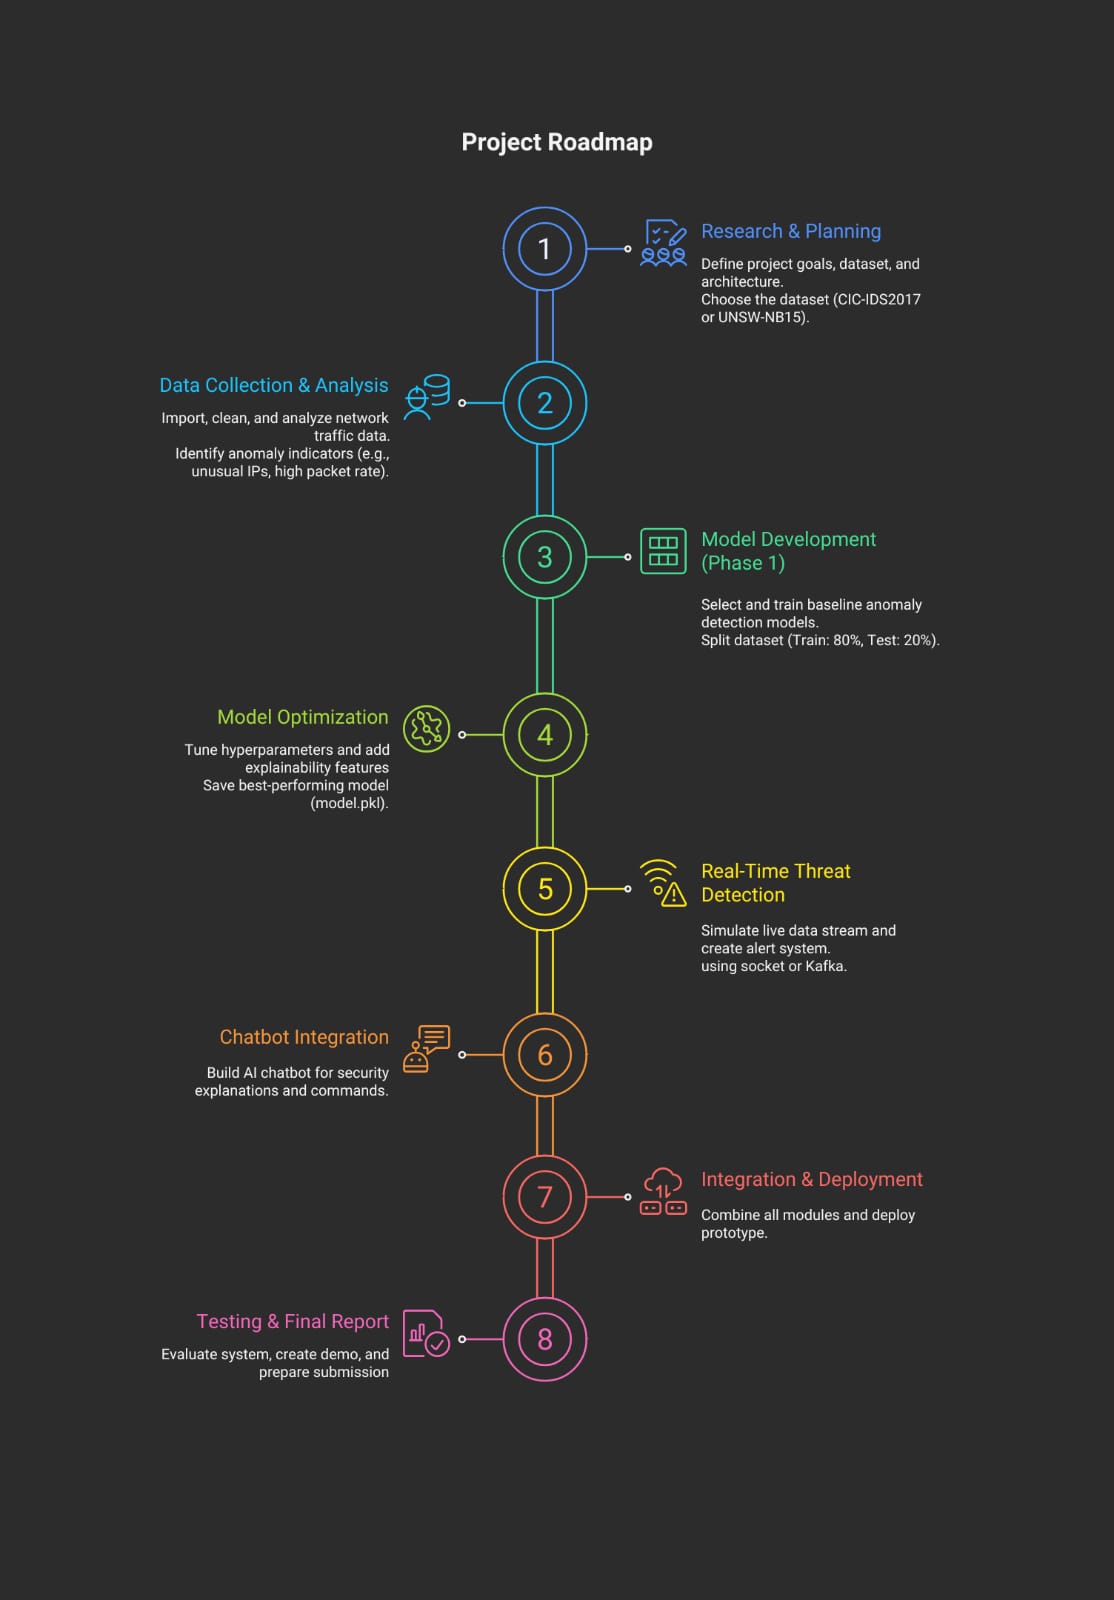 Project Roadmap
1
Research & Planning
Define project goals, dataset, and
architecture.
Choose the dataset (CIC-IDS2017
or UNSW-NB15).
2
Data Collection & Analysis
Import, clean, and analyze network
traffic data.
Identify anomaly indicators (e.g.,
unusual IPs, high packet rate).
3
Model Development
(Phase 1)
Select and train baseline anomaly
detection models.
Split dataset (Train: 80%, Test: 20%).
4
Model Optimization
Tune hyperparameters and add
explainability features
Save best-performing model
(model.pkl).
5
Real-Time Threat
Detection
Simulate live data stream and
create alert system.
using socket or Kafka.
6
Chatbot Integration
Build AI chatbot for security
explanations and commands.
7
Integration & Deployment
Combine all modules and deploy
prototype.
8
Testing & Final Report
Evaluate system, create demo, and
prepare submission